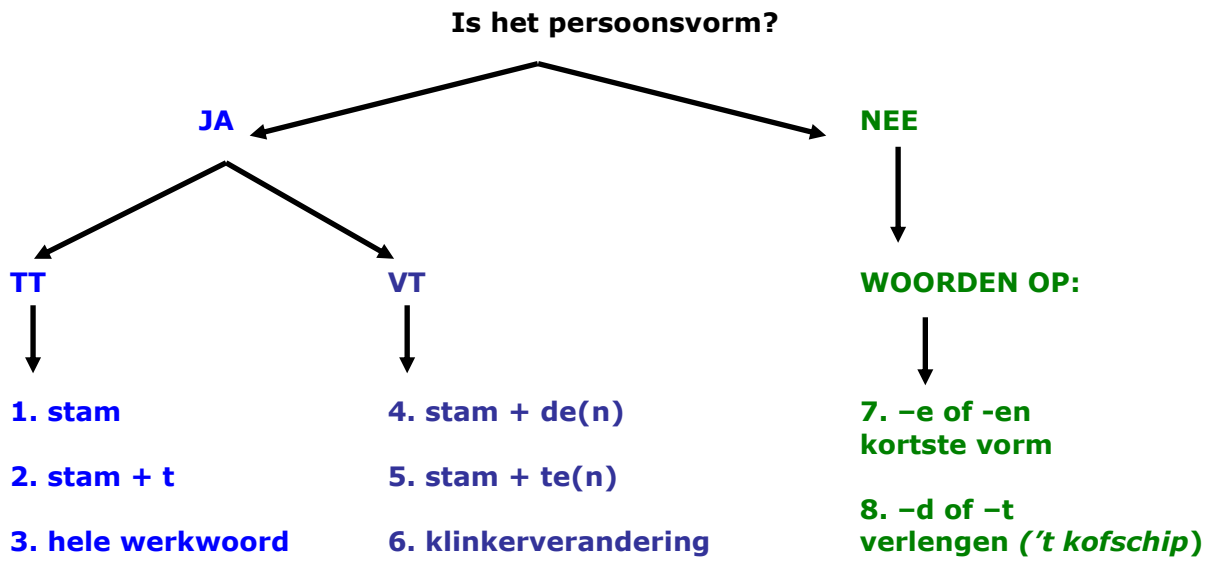 Is het persoonsvorm?
JA
NEE
TT
VT
WOORDEN OP:
1. stam
4. stam + de(n)
7. –e of -en
kortste vorm
2. stam + t
5. stam + te(n)
8. –d of –t
3. hele werkwoord
6. klinkerverandering
verlengen (’t kofschip)